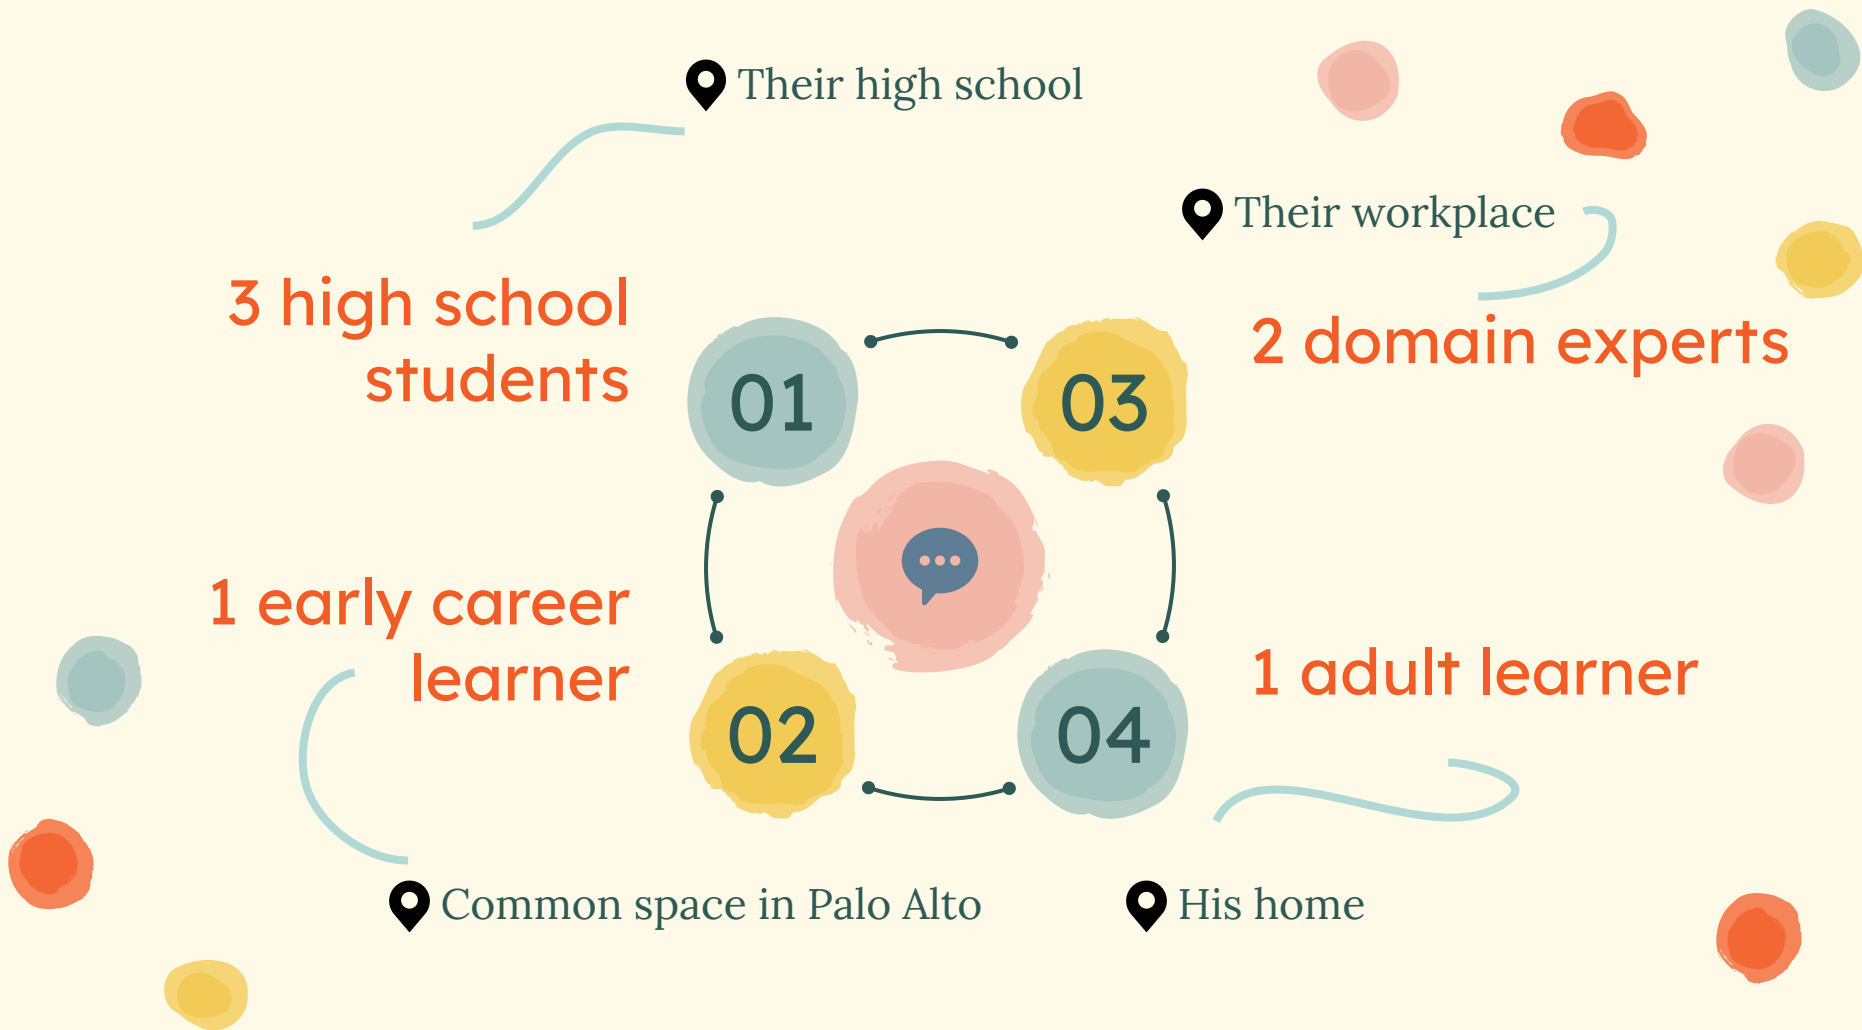 Their high school
3 high school
students
01
1 early career
learner
02
Common space in Palo Alto
Their workplace
03
2 domain experts
04
1 adult learner
His home